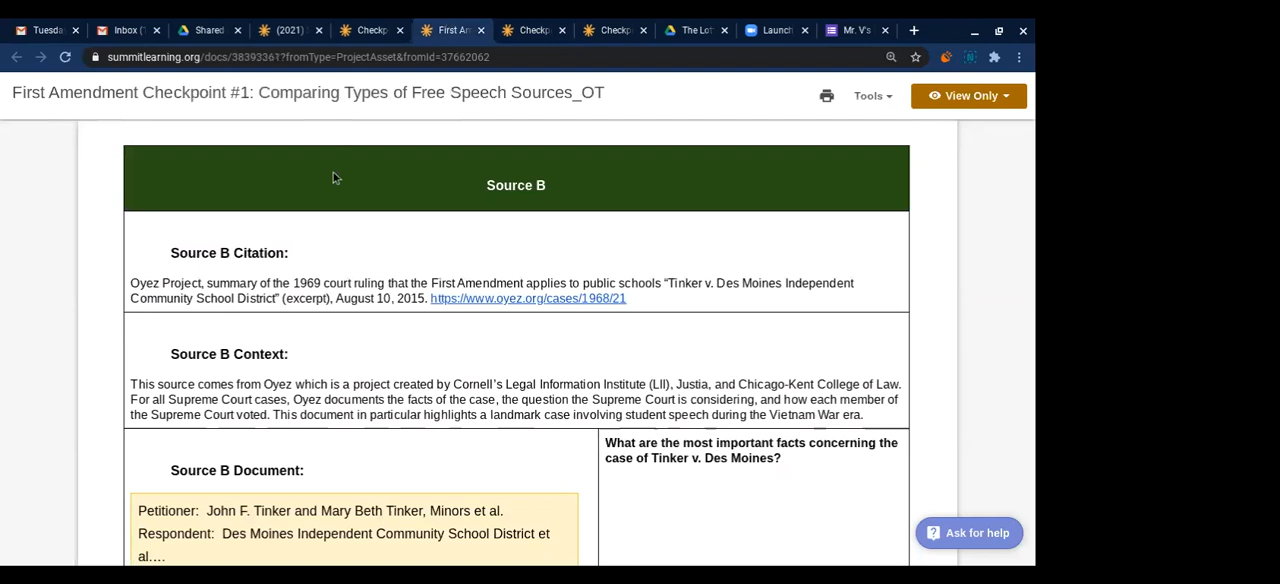 Tuesda
Inbox (
Shared
(2021)
Checkp
First Am
Checkp
Checkp
The Lot
Launch
Mr. V's
summitlearning.org/docs/38393361?fromType=ProjectAsset&fromId=37662062
First Amendment Checkpoint #1: Comparing Types of Free Speech Sources_OT
Tools
View Only
Source B
Source B Citation:
Oyez Project, summary of the 1969 court ruling that the First Amendment applies to public schools “Tinker v. Des Moines Independent
Community School District” (excerpt), August 10, 2015. https://www.oyez.org/cases/1968/21
Source B Context:
This source comes from Oyez which is a project created by Cornell’s Legal Information Institute (LII), Justia, and Chicago-Kent College of Law.
For all Supreme Court cases, Oyez documents the facts of the case, the question the Supreme Court is considering, and how each member of
the Supreme Court voted. This document in particular highlights a landmark case involving student speech during the Vietnam War era.
Source B Document:
Petitioner: John F. Tinker and Mary Beth Tinker, Minors et al.
Respondent: Des Moines Independent Community School District et
al.…
What are the most important facts concerning the
case of Tinker v. Des Moines?
Ask for help